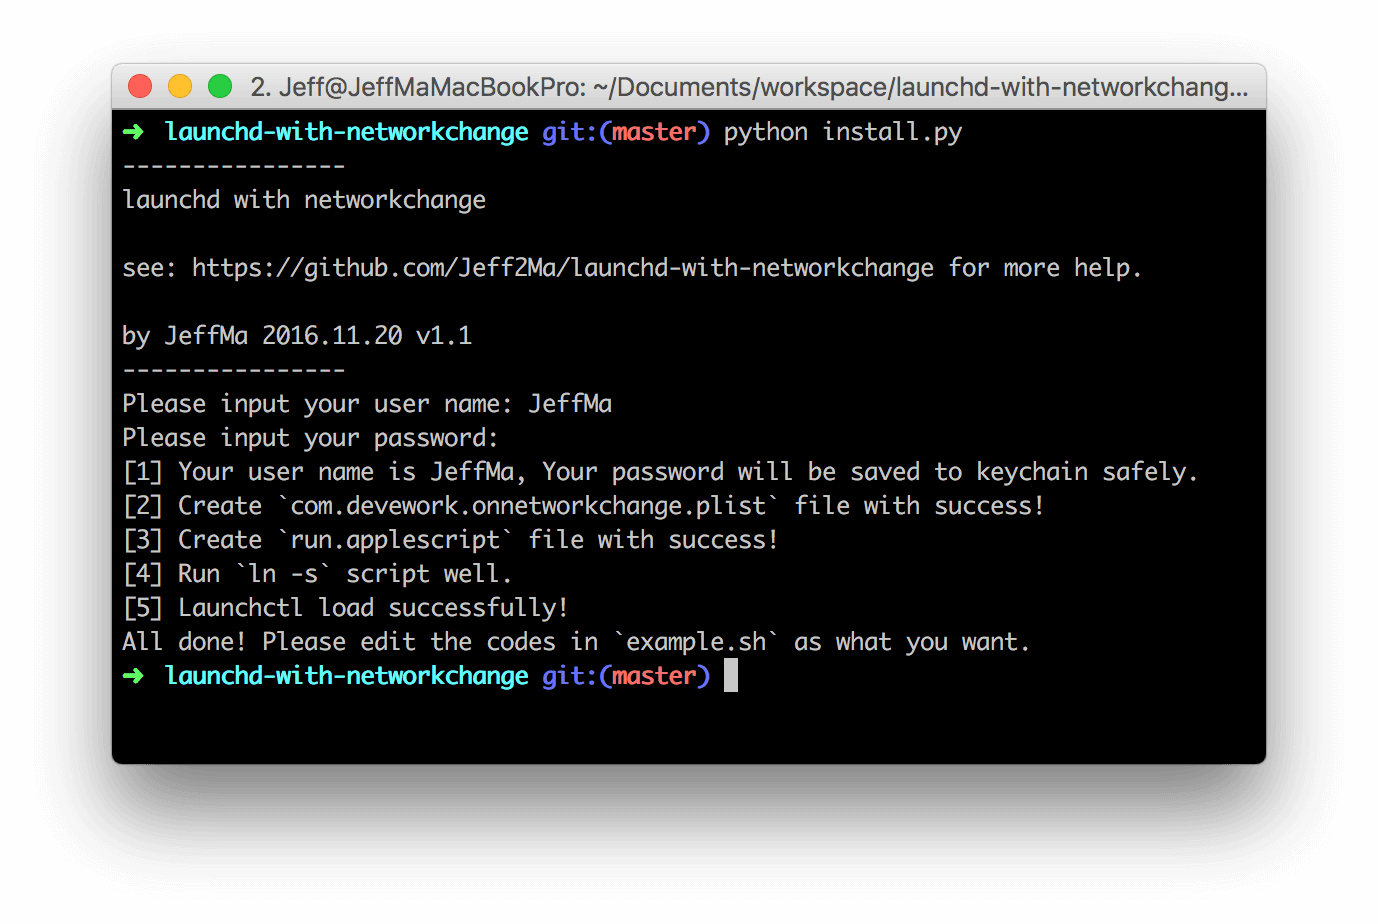 2. Jeff@JeffMaMacBookPro: ~/Documents/workspace/launchd-with-networkchang...
➜ launchd-with-networkchange git:(master) python install.py
----------------
launchd with networkchange
see: https://github.com/Jeff2Ma/launchd-with-networkchange for more help.
by JeffMa 2016.11.20 v1.1
----------------
Please input your user name: JeffMa
Please input your password:
[1] Your user name is JeffMa, Your password will be saved to keychain safely.
[2] Create `com.devework.onnetworkchange.plist` file with success!
[3] Create `run.applescript` file with success!
[4] Run `ln -s` script well.
[5] Launchctl load successfully!
All done! Please edit the codes in `example.sh` as what you want.
➜ launchd-with-networkchange git:(master)